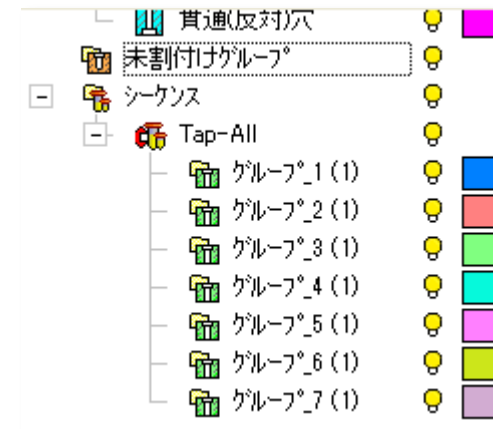 貫通(反対)穴
未割付けｸﾞﾙｰﾌﾟ
ｼｰｹﾝｽ
Tap-All
ｸﾞﾙｰﾌﾟ_1 (1)
ｸﾞﾙｰﾌﾟ_2 (1)
ｸﾞﾙｰﾌﾟ_3 (1)
ｸﾞﾙｰﾌﾟ_4 (1)
ｸﾞﾙｰﾌﾟ_5 (1)
ｸﾞﾙｰﾌﾟ_6 (1)
ｸﾞﾙｰﾌﾟ_7 (1)